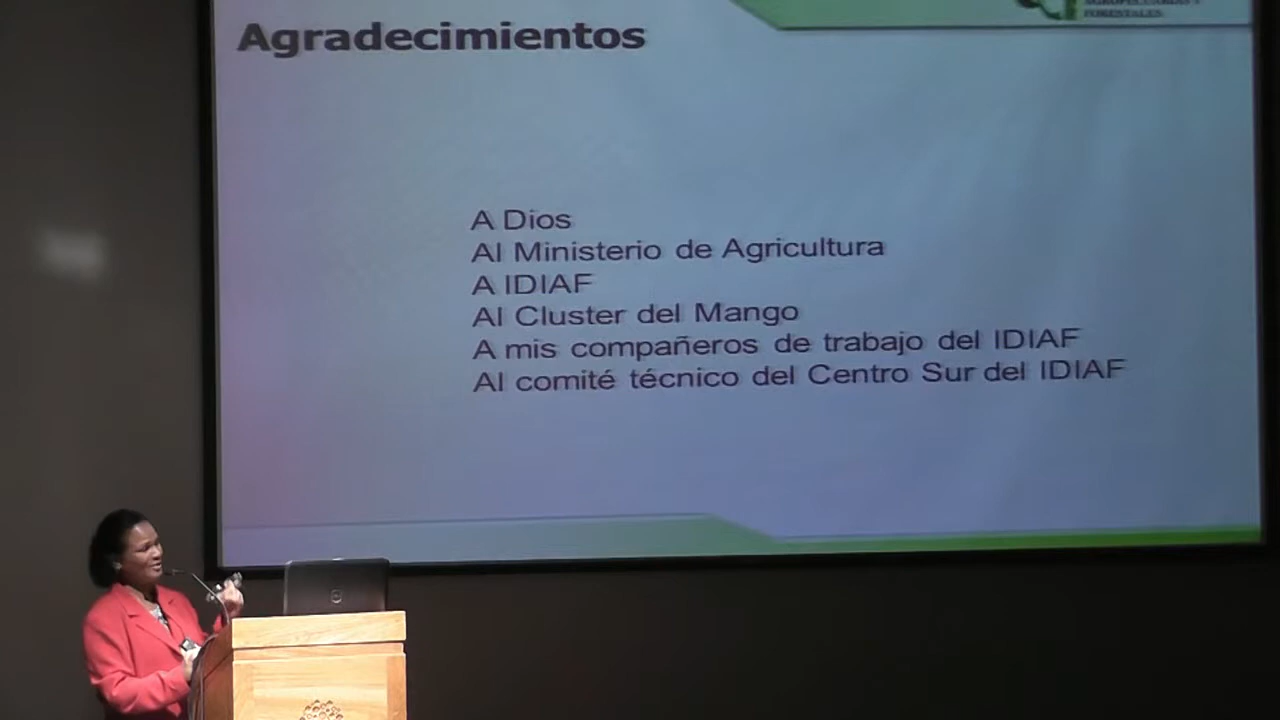 Agradecimientos
FORESTALES
A Dios
Al Ministerio de Agricultura
A IDIAF
Al Cluster del Mango
A mis compañeros de trabajo del IDIAF
Al comité técnico del Centro Sur del IDIAF